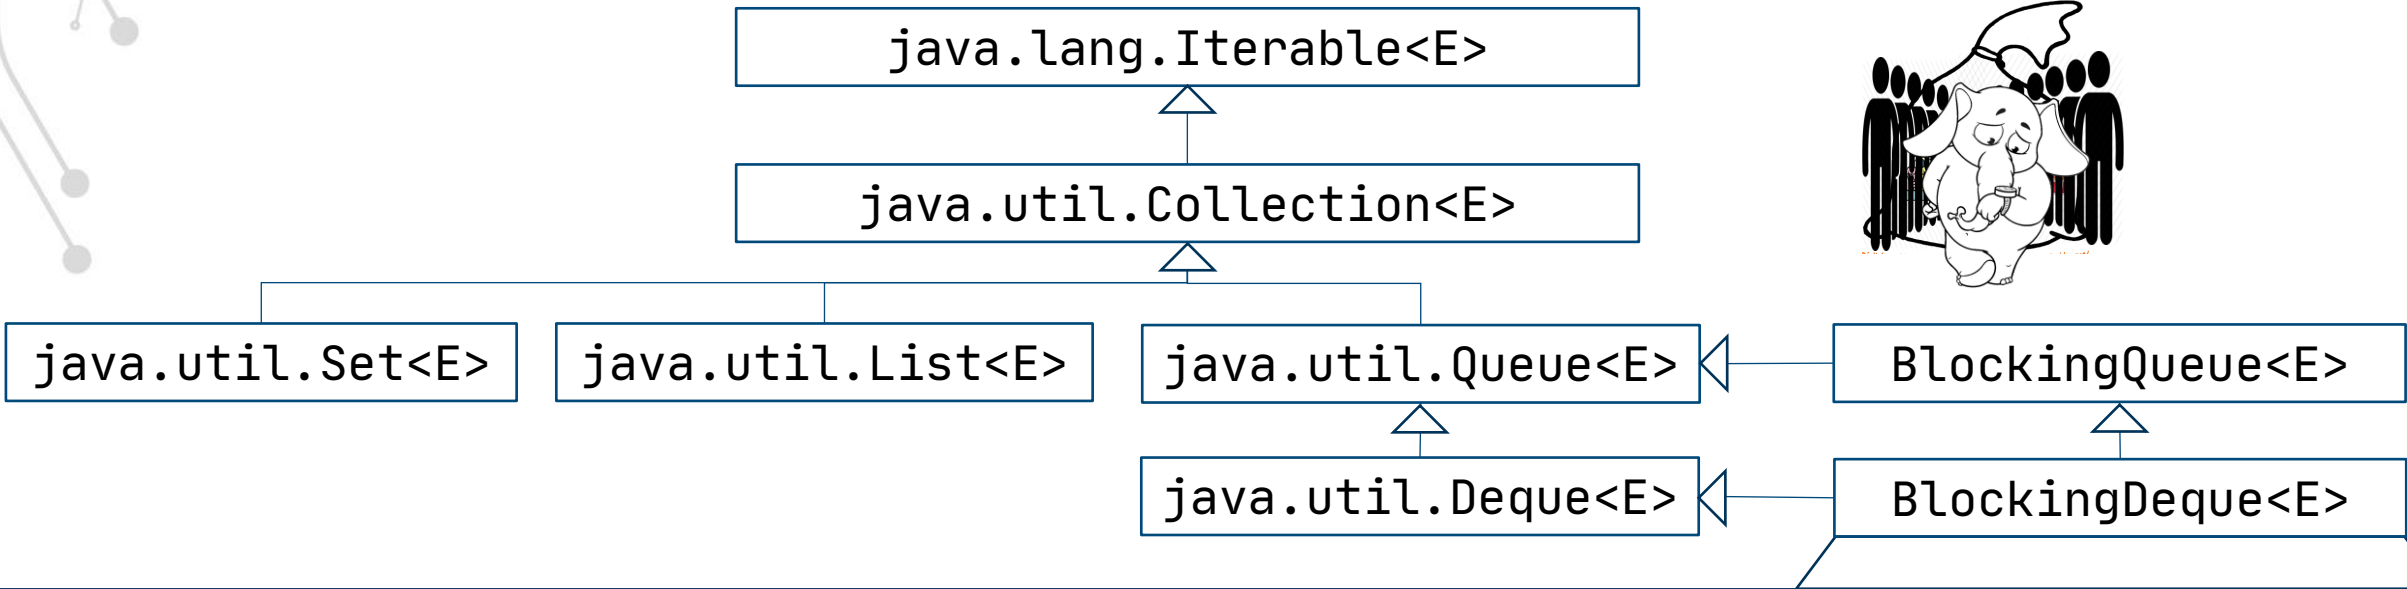 java.lang.Iterable<E>
java.util.Collection<E>
java.util.Set<E>
java.util.List<E>
java.util.Queue<E>
BlockingQueue<E>
java.util.Deque<E>
BlockingDeque<E>